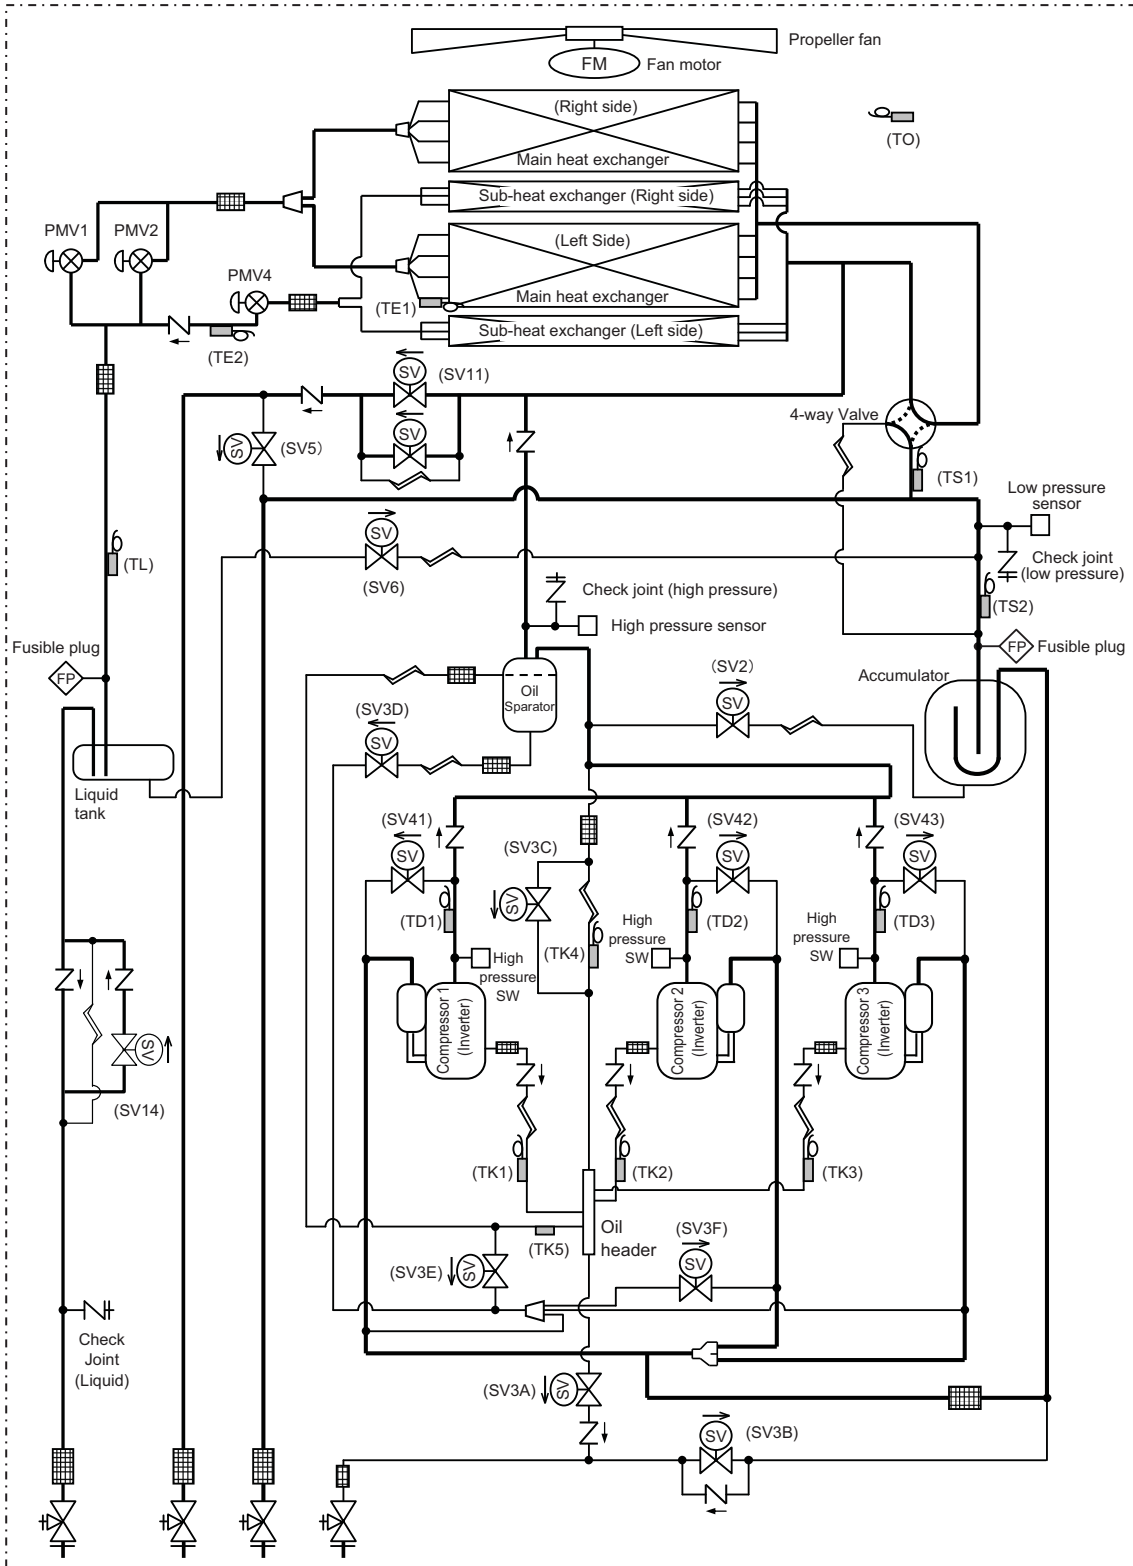 Propeller fan
FM
Fan motor
(Right side)
Main heat exchanger
(TO)
Sub-heat exchanger (Right side)
(Left Side)
Main heat exchanger
PMV1
PMV2
PMV4
(TE1)
Sub-heat exchanger (Left side)
(TE2)
SV
(SV11)
SV
4-way Valve
SV
(SV5)
(TS1)
Low pressure
sensor
SV
(SV6)
(TL)
Check joint
(low pressure)
(TS2)
Check joint (high pressure)
High pressure sensor
Fusible plug
FP
FP
Fusible plug
Oil
Sparator
(SV2)
SV
Accumulator
(SV3D)
SV
Liquid
tank
(SV41)
SV
(SV3C)
SV
(SV42)
SV
(SV43)
SV
(TD1)
(TK4)
(TD2)
(TD3)
High
pressure
SW
High
pressure
SW
High
pressure
SW
Compressor 1
(Inverter)
Compressor 2
(Inverter)
Compressor 3
(Inverter)
SV
(SV14)
(TK1)
(TK2)
(TK3)
Oil
header
(TK5)
(SV3E)
SV
(SV3F)
SV
Check
Joint
(Liquid)
(SV3A)
SV
(SV3B)
SV